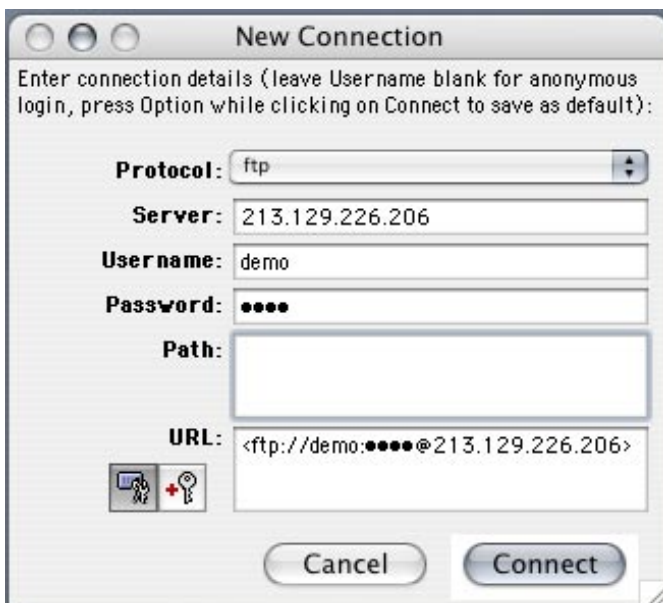 New Connection
Enter connection details (leave Username blank for anonymous
login, press Option while clicking on Connect to save as default):
Protocol: ftp
Server: 213.129.226.206
Username: demo
Password: ●●●●
Path:
URL: <ftp://demo:●●●●@213.129.226.206>
Cancel Connect